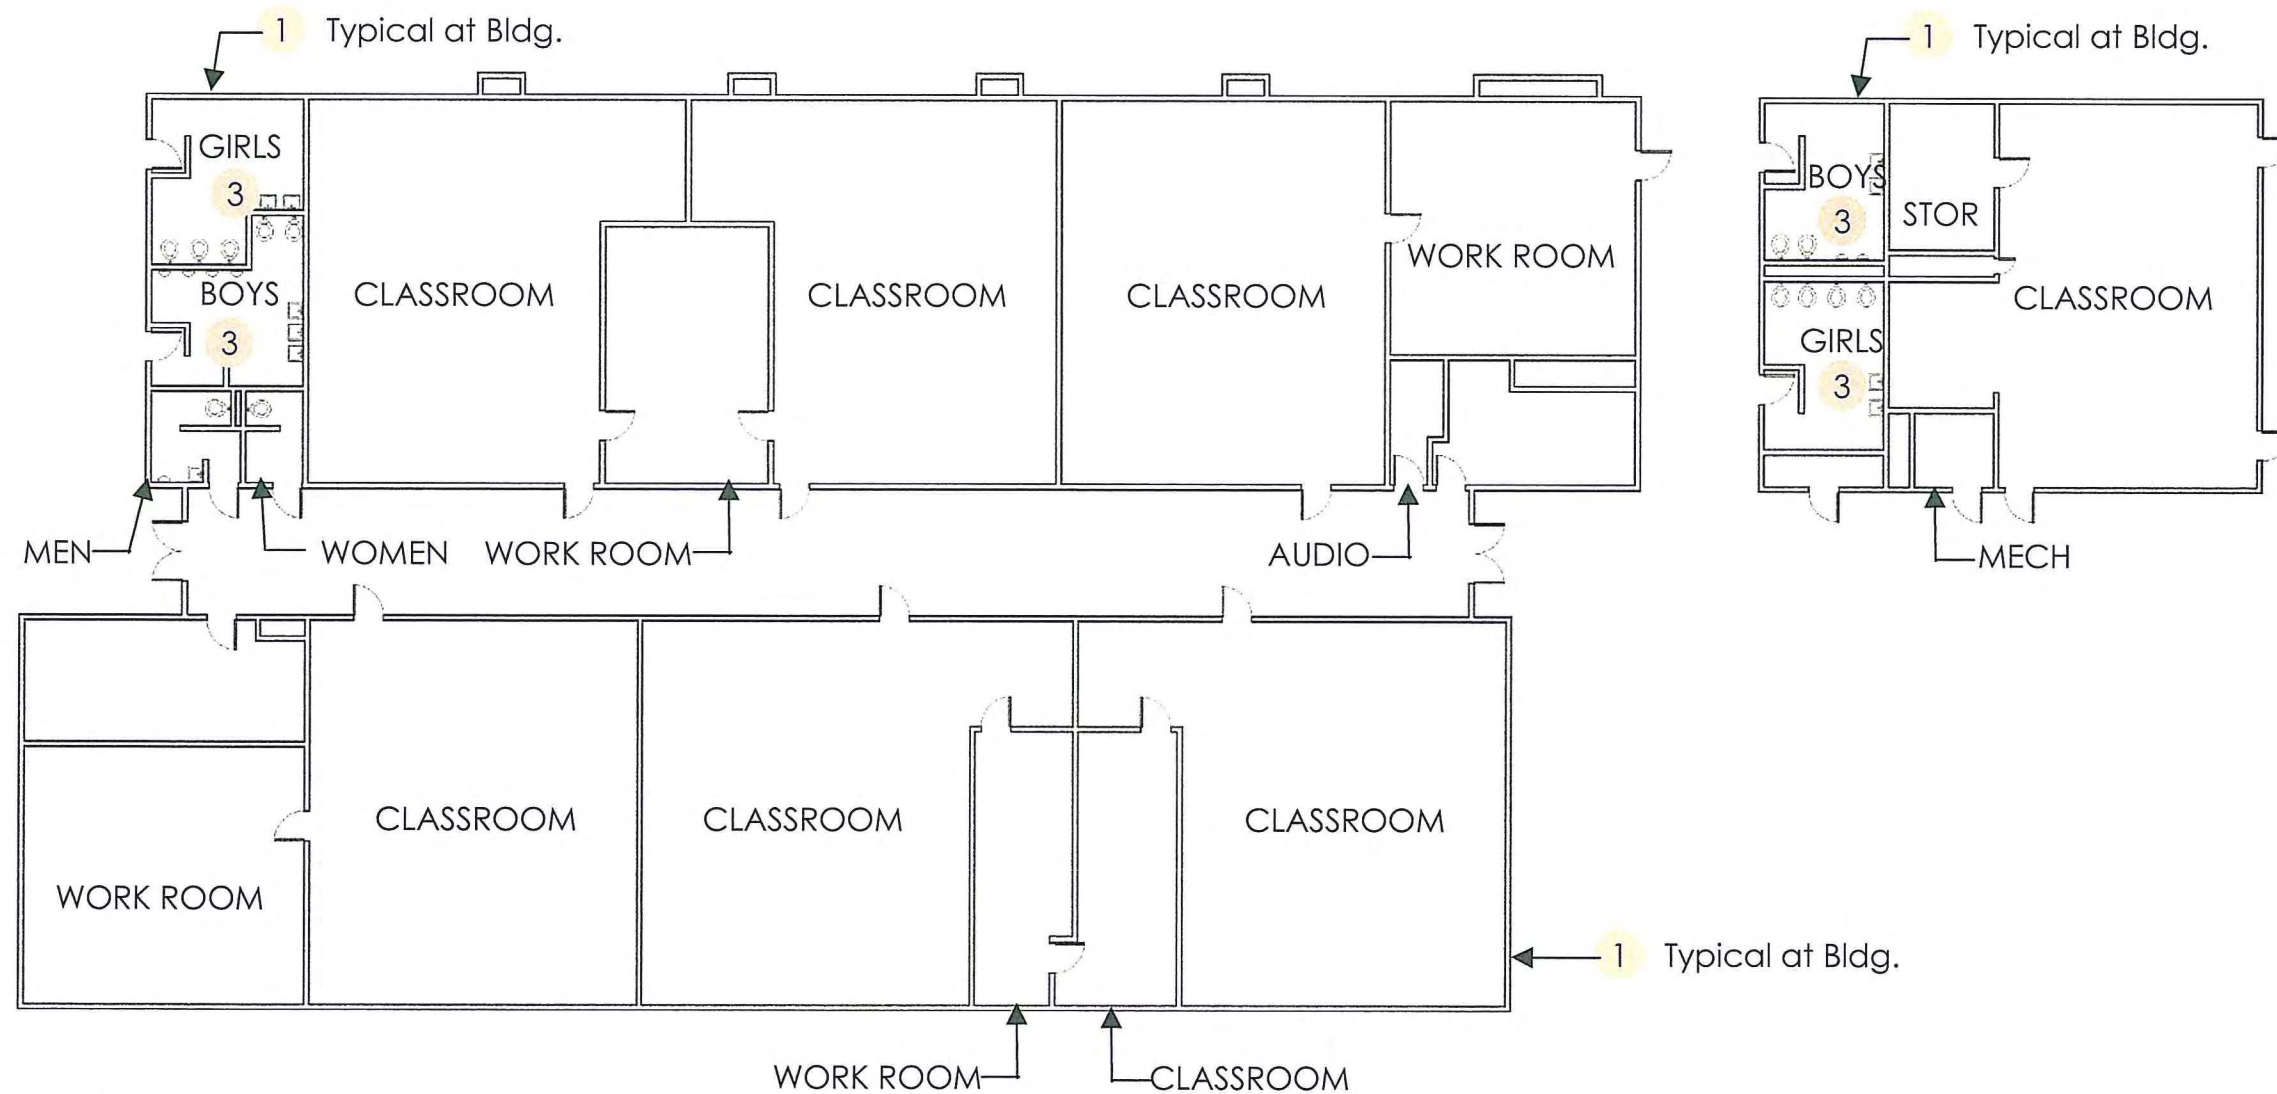 1 Typical at Bldg.
1 Typical at Bldg.
GIRLS
3
BOYS
3
CLASSROOM
CLASSROOM
CLASSROOM
WORK ROOM
BOYS
3
STOR
CLASSROOM
GIRLS
3
MEN
WOMEN
WORK ROOM
AUDIO
MECH
WORK ROOM
CLASSROOM
CLASSROOM
CLASSROOM
1 Typical at Bldg.
WORK ROOM
CLASSROOM